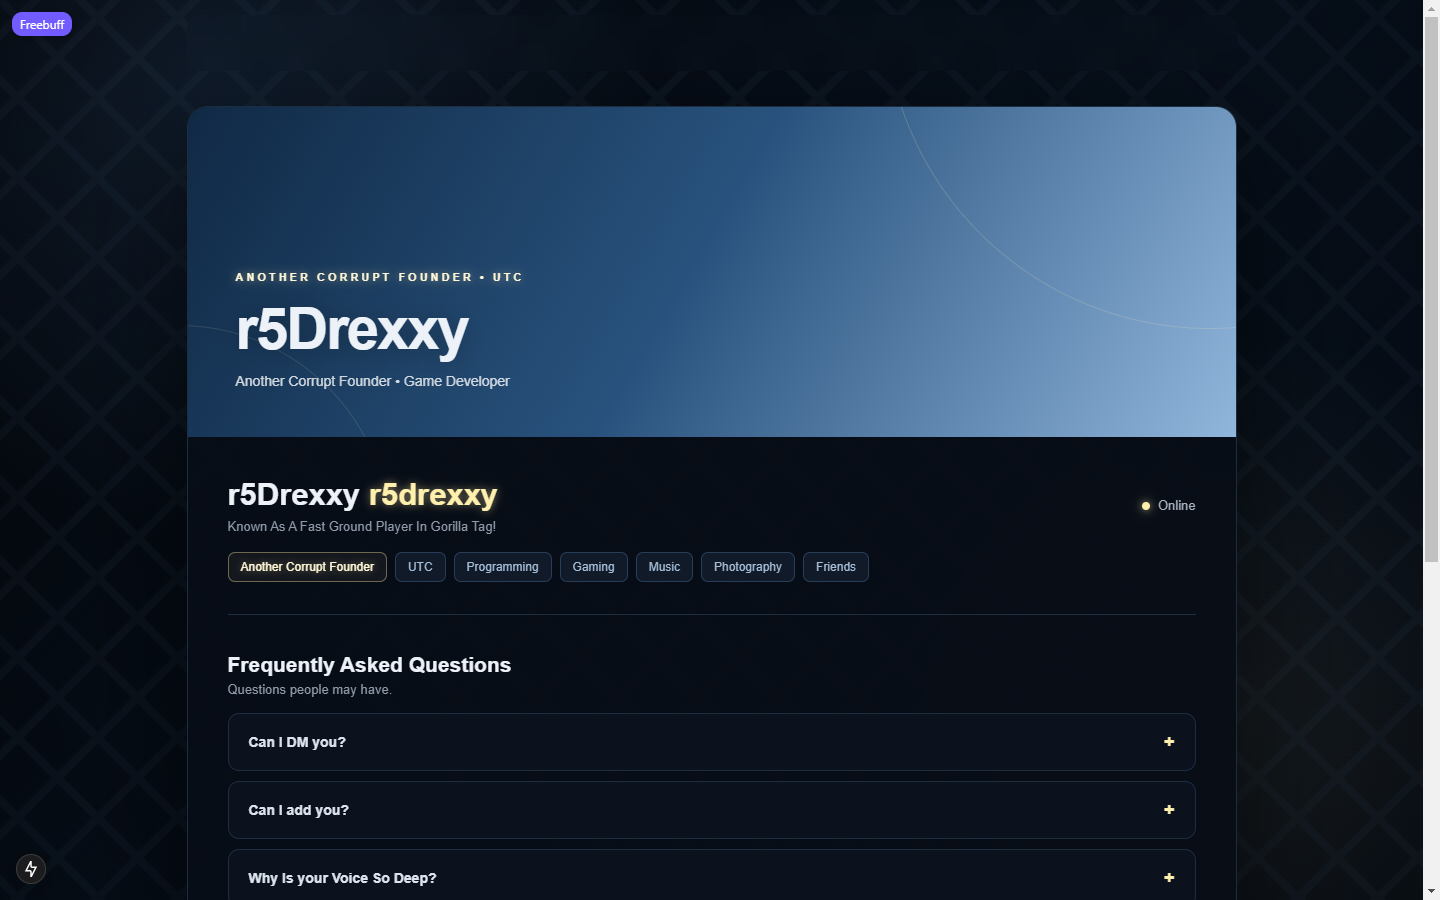 Freebuff
ANOTHER CORRUPT FOUNDER • UTC
r5Drexxy
Another Corrupt Founder • Game Developer
r5Drexxy r5drexxy
Online
Known As A Fast Ground Player In Gorilla Tag!
Another Corrupt Founder UTC Programming Gaming Music Photography Friends
Frequently Asked Questions
Questions people may have.
Can I DM you? +
Can I add you? +
Why Is your Voice So Deep? +